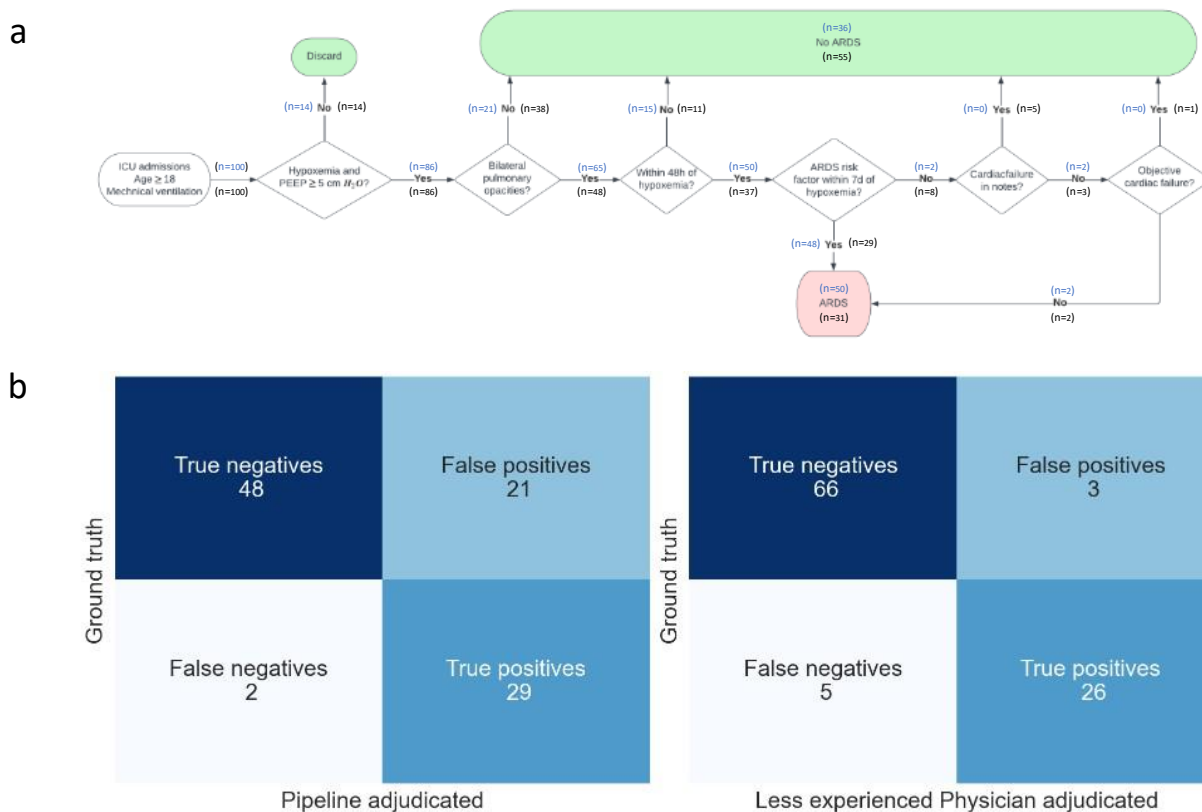 a
(n=36)
No ARDS
(n=55)
Discard
(n=14) No (n=14)
(n=21) No (n=38)
(n=15) No (n=11)
(n=0) Yes (n=5)
(n=0) Yes (n=1)
ICU admissions
Age ≥ 18
Mechnical ventilation
(n=100)
(n=100)
Hypoxemia and
PEEP ≥ 5 cm H₂O?
(n=86)
Yes
(n=86)
Bilateral
pulmonary
opacities?
(n=65)
Yes
(n=48)
Within 48h of
hypoxemia?
(n=50)
Yes
(n=37)
ARDS risk
factor within 7d of
hypoxemia?
(n=2)
No
(n=8)
Cardiacfailure
in notes?
(n=2)
No
(n=3)
Objective
cardiac failure?
(n=48) Yes (n=29)
(n=50)
ARDS
(n=31)
(n=2)
No
(n=2)
b
Ground truth
True negatives
48
False positives
21
False negatives
2
True positives
29
Pipeline adjudicated
Ground truth
True negatives
66
False positives
3
False negatives
5
True positives
26
Less experienced Physician adjudicated